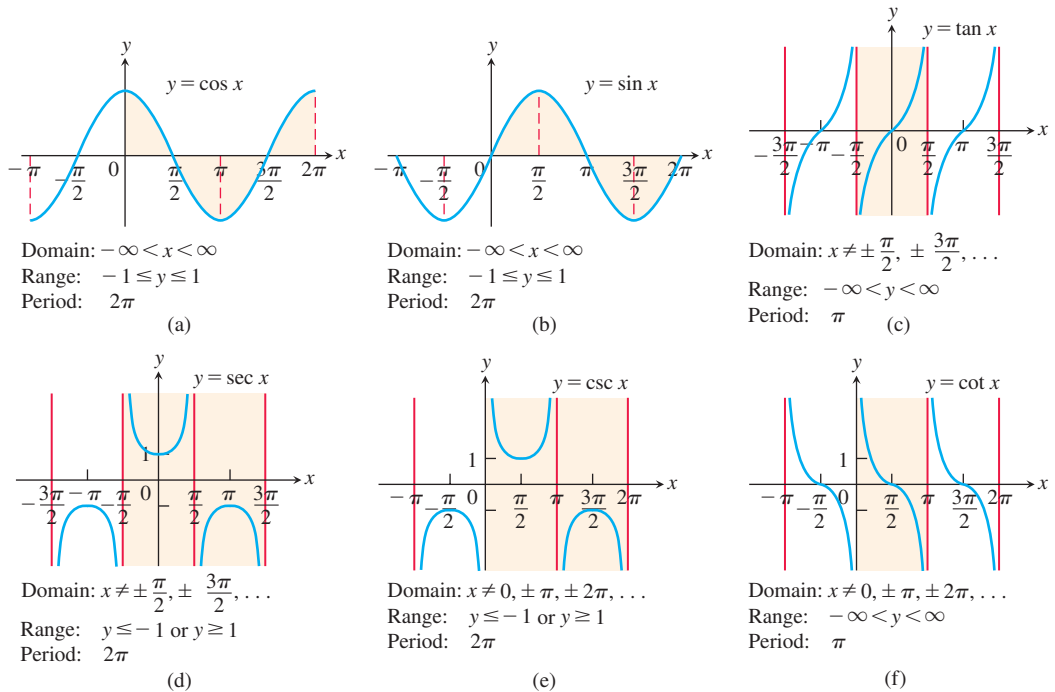 y
y = cos x
−π
−π/2
0
π/2
π
3π/2
2π
x
Domain: −∞ < x < ∞
Range: −1 ≤ y ≤ 1
Period: 2π
(a)
y
y = sin x
−π
−π/2
0
π/2
π
3π/2
2π
x
Domain: −∞ < x < ∞
Range: −1 ≤ y ≤ 1
Period: 2π
(b)
y
y = tan x
−3π/2
−π
−π/2
0
π/2
π
3π/2
x
Domain: x ≠ ±π/2, ±3π/2, . . .
Range: −∞ < y < ∞
Period: π
(c)
y
y = sec x
1
−3π/2
−π
−π/2
0
π/2
π
3π/2
x
Domain: x ≠ ±π/2, ±3π/2, . . .
Range: y ≤ −1 or y ≥ 1
Period: 2π
(d)
y
y = csc x
1
−π
−π/2
0
π/2
π
3π/2
2π
x
Domain: x ≠ 0, ±π, ±2π, . . .
Range: y ≤ −1 or y ≥ 1
Period: 2π
(e)
y
y = cot x
1
−π
−π/2
0
π/2
π
3π/2
2π
x
Domain: x ≠ 0, ±π, ±2π, . . .
Range: −∞ < y < ∞
Period: π
(f)